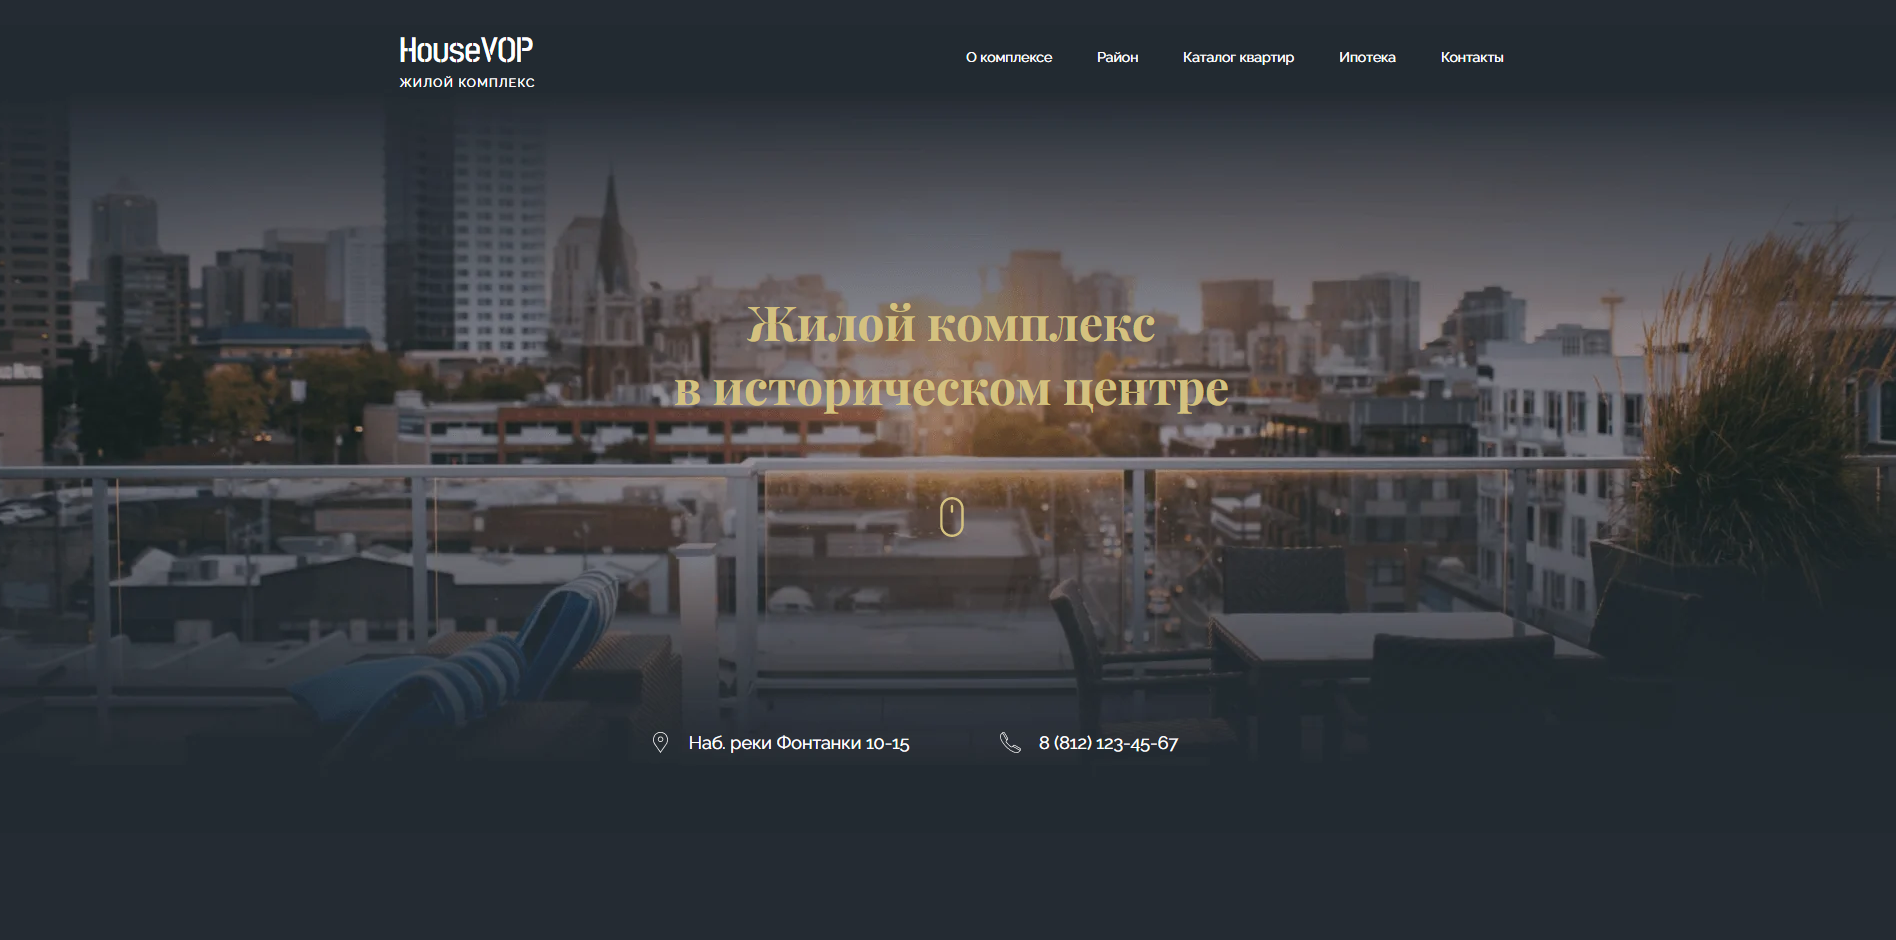 HouseVOP
ЖИЛОЙ КОМПЛЕКС
О комплексе
Район
Каталог квартир
Ипотека
Контакты
Жилой комплекс
в историческом центре
Наб. реки Фонтанки 10-15
8 (812) 123-45-67